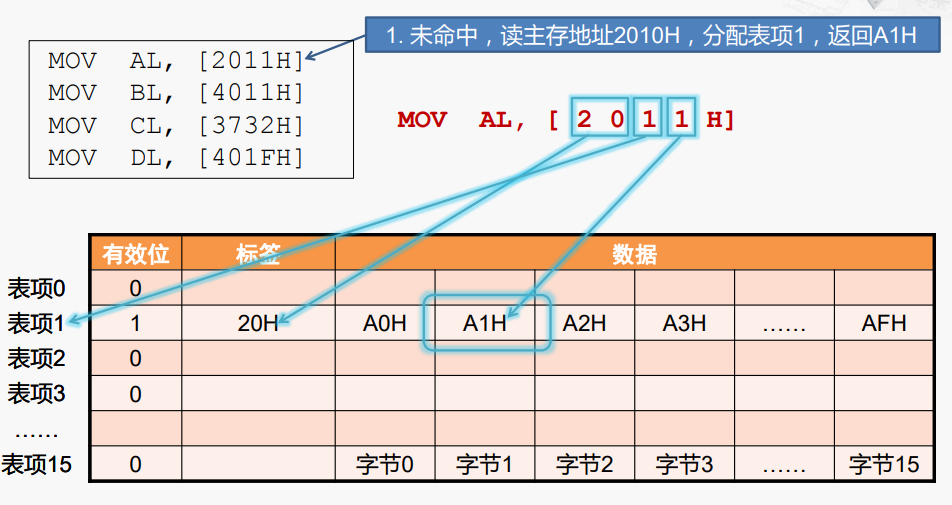 1. 未命中，读主存地址2010H，分配表项1，返回A1H
MOV AL, [2011H]
MOV BL, [4011H]
MOV CL, [3732H]
MOV DL, [401FH]
MOV AL, [ 2 0 1 1 H]
有效位 标签 数据
表项0 0
表项1 1 20H A0H A1H A2H A3H …… AFH
表项2 0
表项3 0
……
表项15 0 字节0 字节1 字节2 字节3 …… 字节15